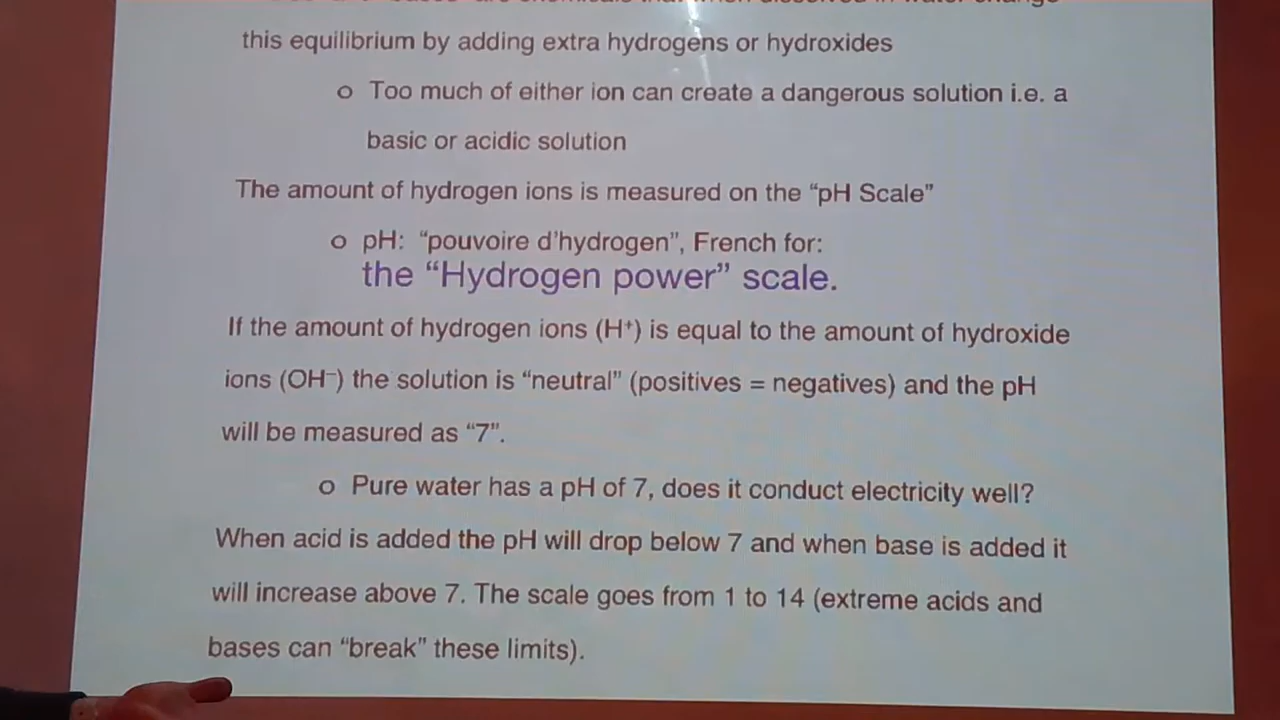 this equilibrium by adding extra hydrogens or hydroxides
o Too much of either ion can create a dangerous solution i.e. a
basic or acidic solution
The amount of hydrogen ions is measured on the “pH Scale”
o pH: “pouvoire d’hydrogen”, French for:
the “Hydrogen power” scale.
If the amount of hydrogen ions (H⁺) is equal to the amount of hydroxide
ions (OH⁻) the solution is “neutral” (positives = negatives) and the pH
will be measured as “7”.
o Pure water has a pH of 7, does it conduct electricity well?
When acid is added the pH will drop below 7 and when base is added it
will increase above 7. The scale goes from 1 to 14 (extreme acids and
bases can “break” these limits).